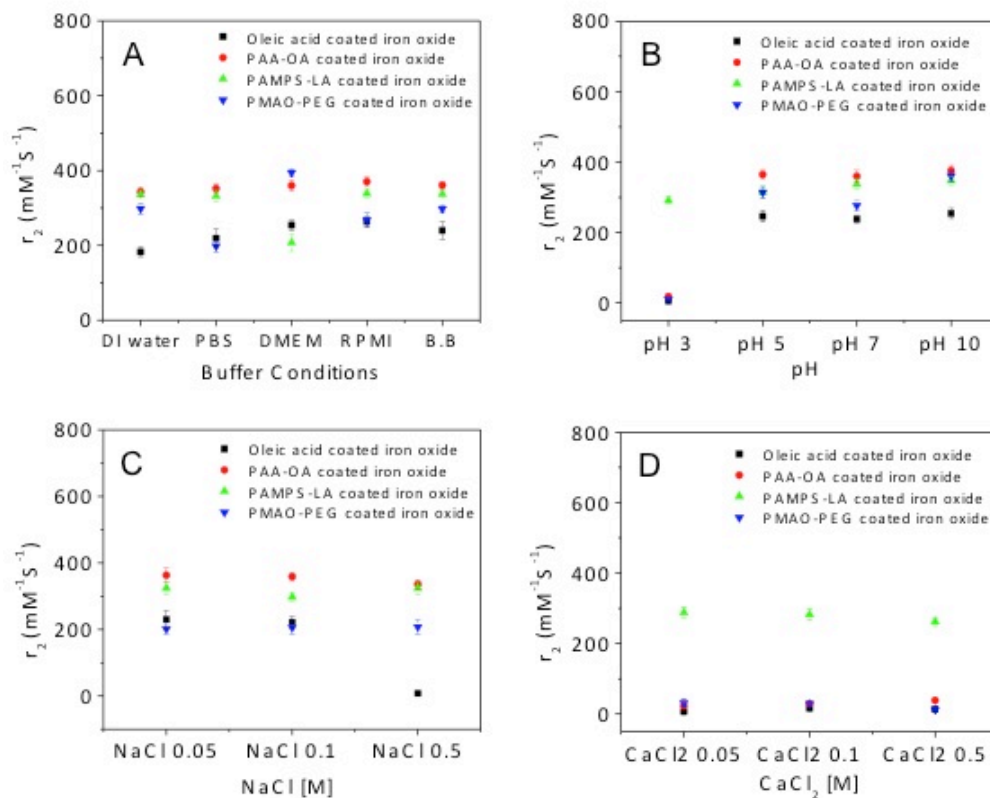 A
800
600
400
200
0
r₂ (mM⁻¹S⁻¹)
Oleic acid coated iron oxide
PAA-OA coated iron oxide
PAMPS-LA coated iron oxide
PMAO-PEG coated iron oxide
DI water PBS DMEM RPMI B.B
Buffer Conditions
B
800
600
400
200
0
r₂ (mM⁻¹S⁻¹)
Oleic acid coated iron oxide
PAA-OA coated iron oxide
PAMPS-LA coated iron oxide
PMAO-PEG coated iron oxide
pH 3 pH 5 pH 7 pH 10
pH
C
800
600
400
200
0
r₂ (mM⁻¹S⁻¹)
Oleic acid coated iron oxide
PAA-OA coated iron oxide
PAMPS-LA coated iron oxide
PMAO-PEG coated iron oxide
NaCl 0.05 NaCl 0.1 NaCl 0.5
NaCl [M]
D
800
600
400
200
0
r₂ (mM⁻¹S⁻¹)
Oleic acid coated iron oxide
PAA-OA coated iron oxide
PAMPS-LA coated iron oxide
PMAO-PEG coated iron oxide
CaCl2 0.05 CaCl2 0.1 CaCl2 0.5
CaCl₂ [M]